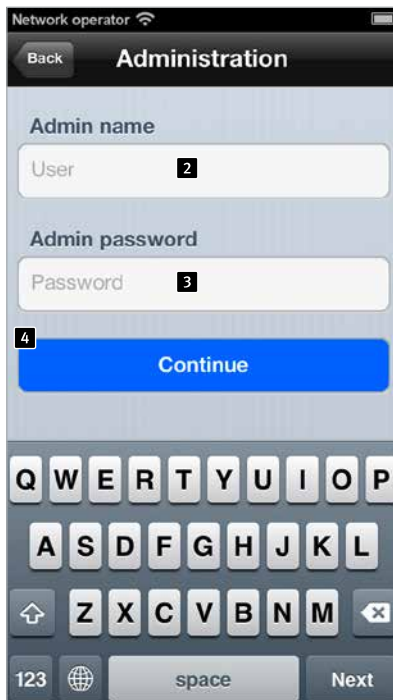 Network operator
Back Administration
Admin name
User 2
Admin password
Password 3
4
Continue
Q W E R T Y U I O P
A S D F G H J K L
Z X C V B N M
123 space Next